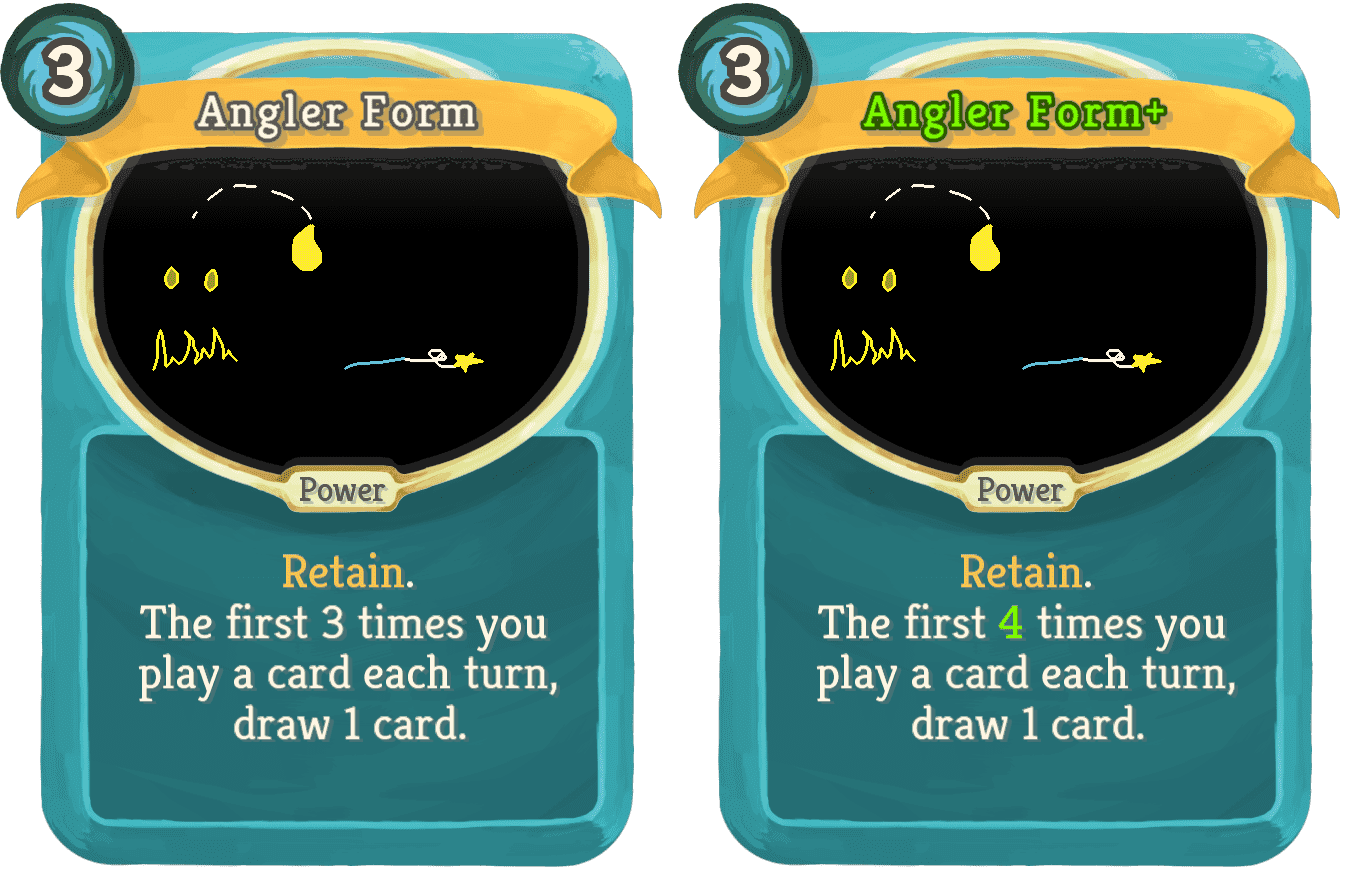 3
Angler Form
Power
Retain.
The first 3 times you
play a card each turn,
draw 1 card.
3
Angler Form+
Power
Retain.
The first 4 times you
play a card each turn,
draw 1 card.